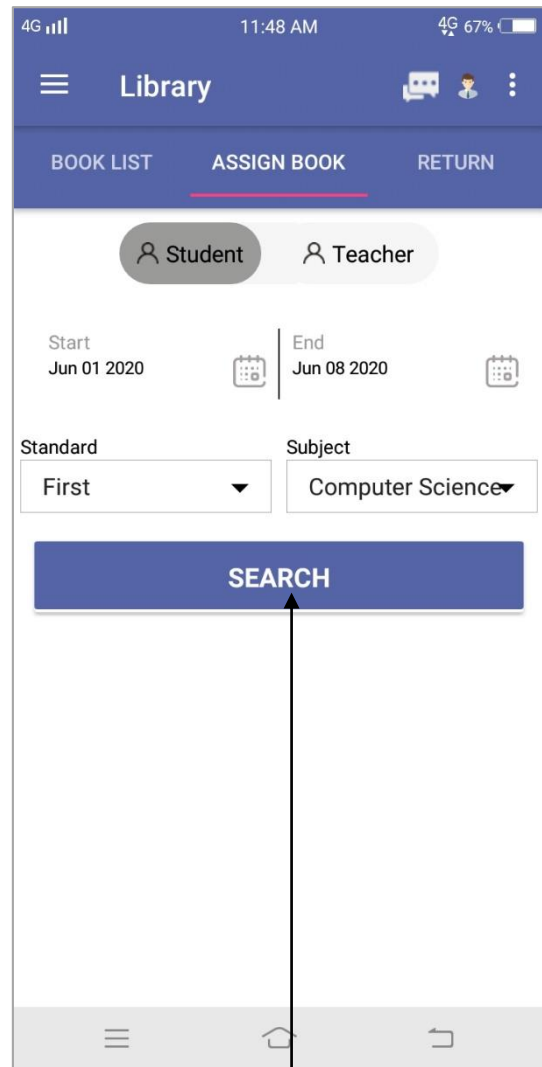 4G 11:48 AM 4G 67%
Library
BOOK LIST ASSIGN BOOK RETURN
Student Teacher
Start End
Jun 01 2020 Jun 08 2020
Standard Subject
First Computer Science
SEARCH